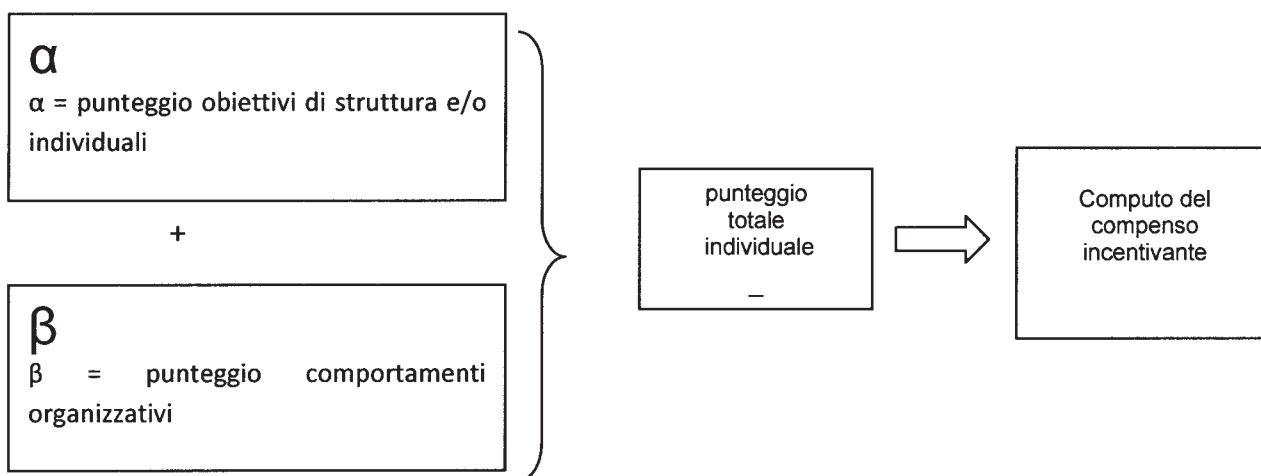 α
α = punteggio obiettivi di struttura e/o
individuali
+
β
β = punteggio comportamenti
organizzativi
punteggio
totale
individuale
_
Computo del
compenso
incentivante